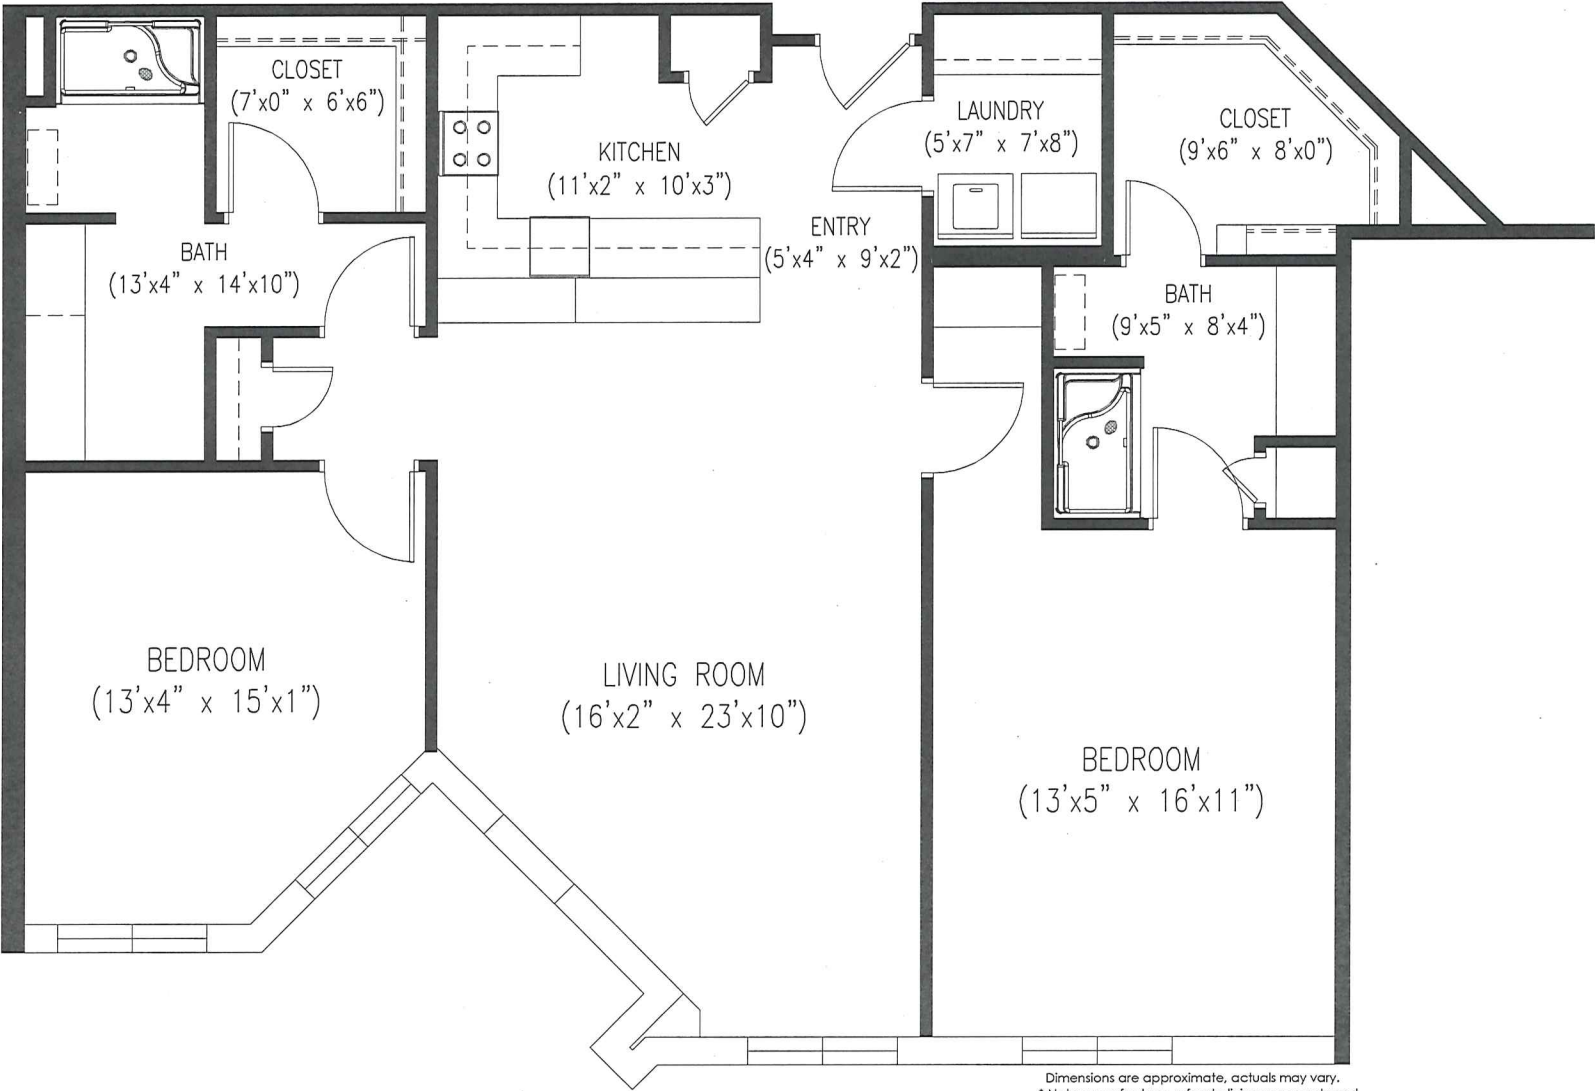 CLOSET
(7'x0" x 6'x6")
KITCHEN
(11'x2" x 10'x3")
LAUNDRY
(5'x7" x 7'x8")
CLOSET
(9'x6" x 8'x0")
ENTRY
(5'x4" x 9'x2")
BATH
(13'x4" x 14'x10")
BATH
(9'x5" x 8'x4")
BEDROOM
(13'x4" x 15'x1")
LIVING ROOM
(16'x2" x 23'x10")
BEDROOM
(13'x5" x 16'x11")
Dimensions are approximate, actuals may vary.